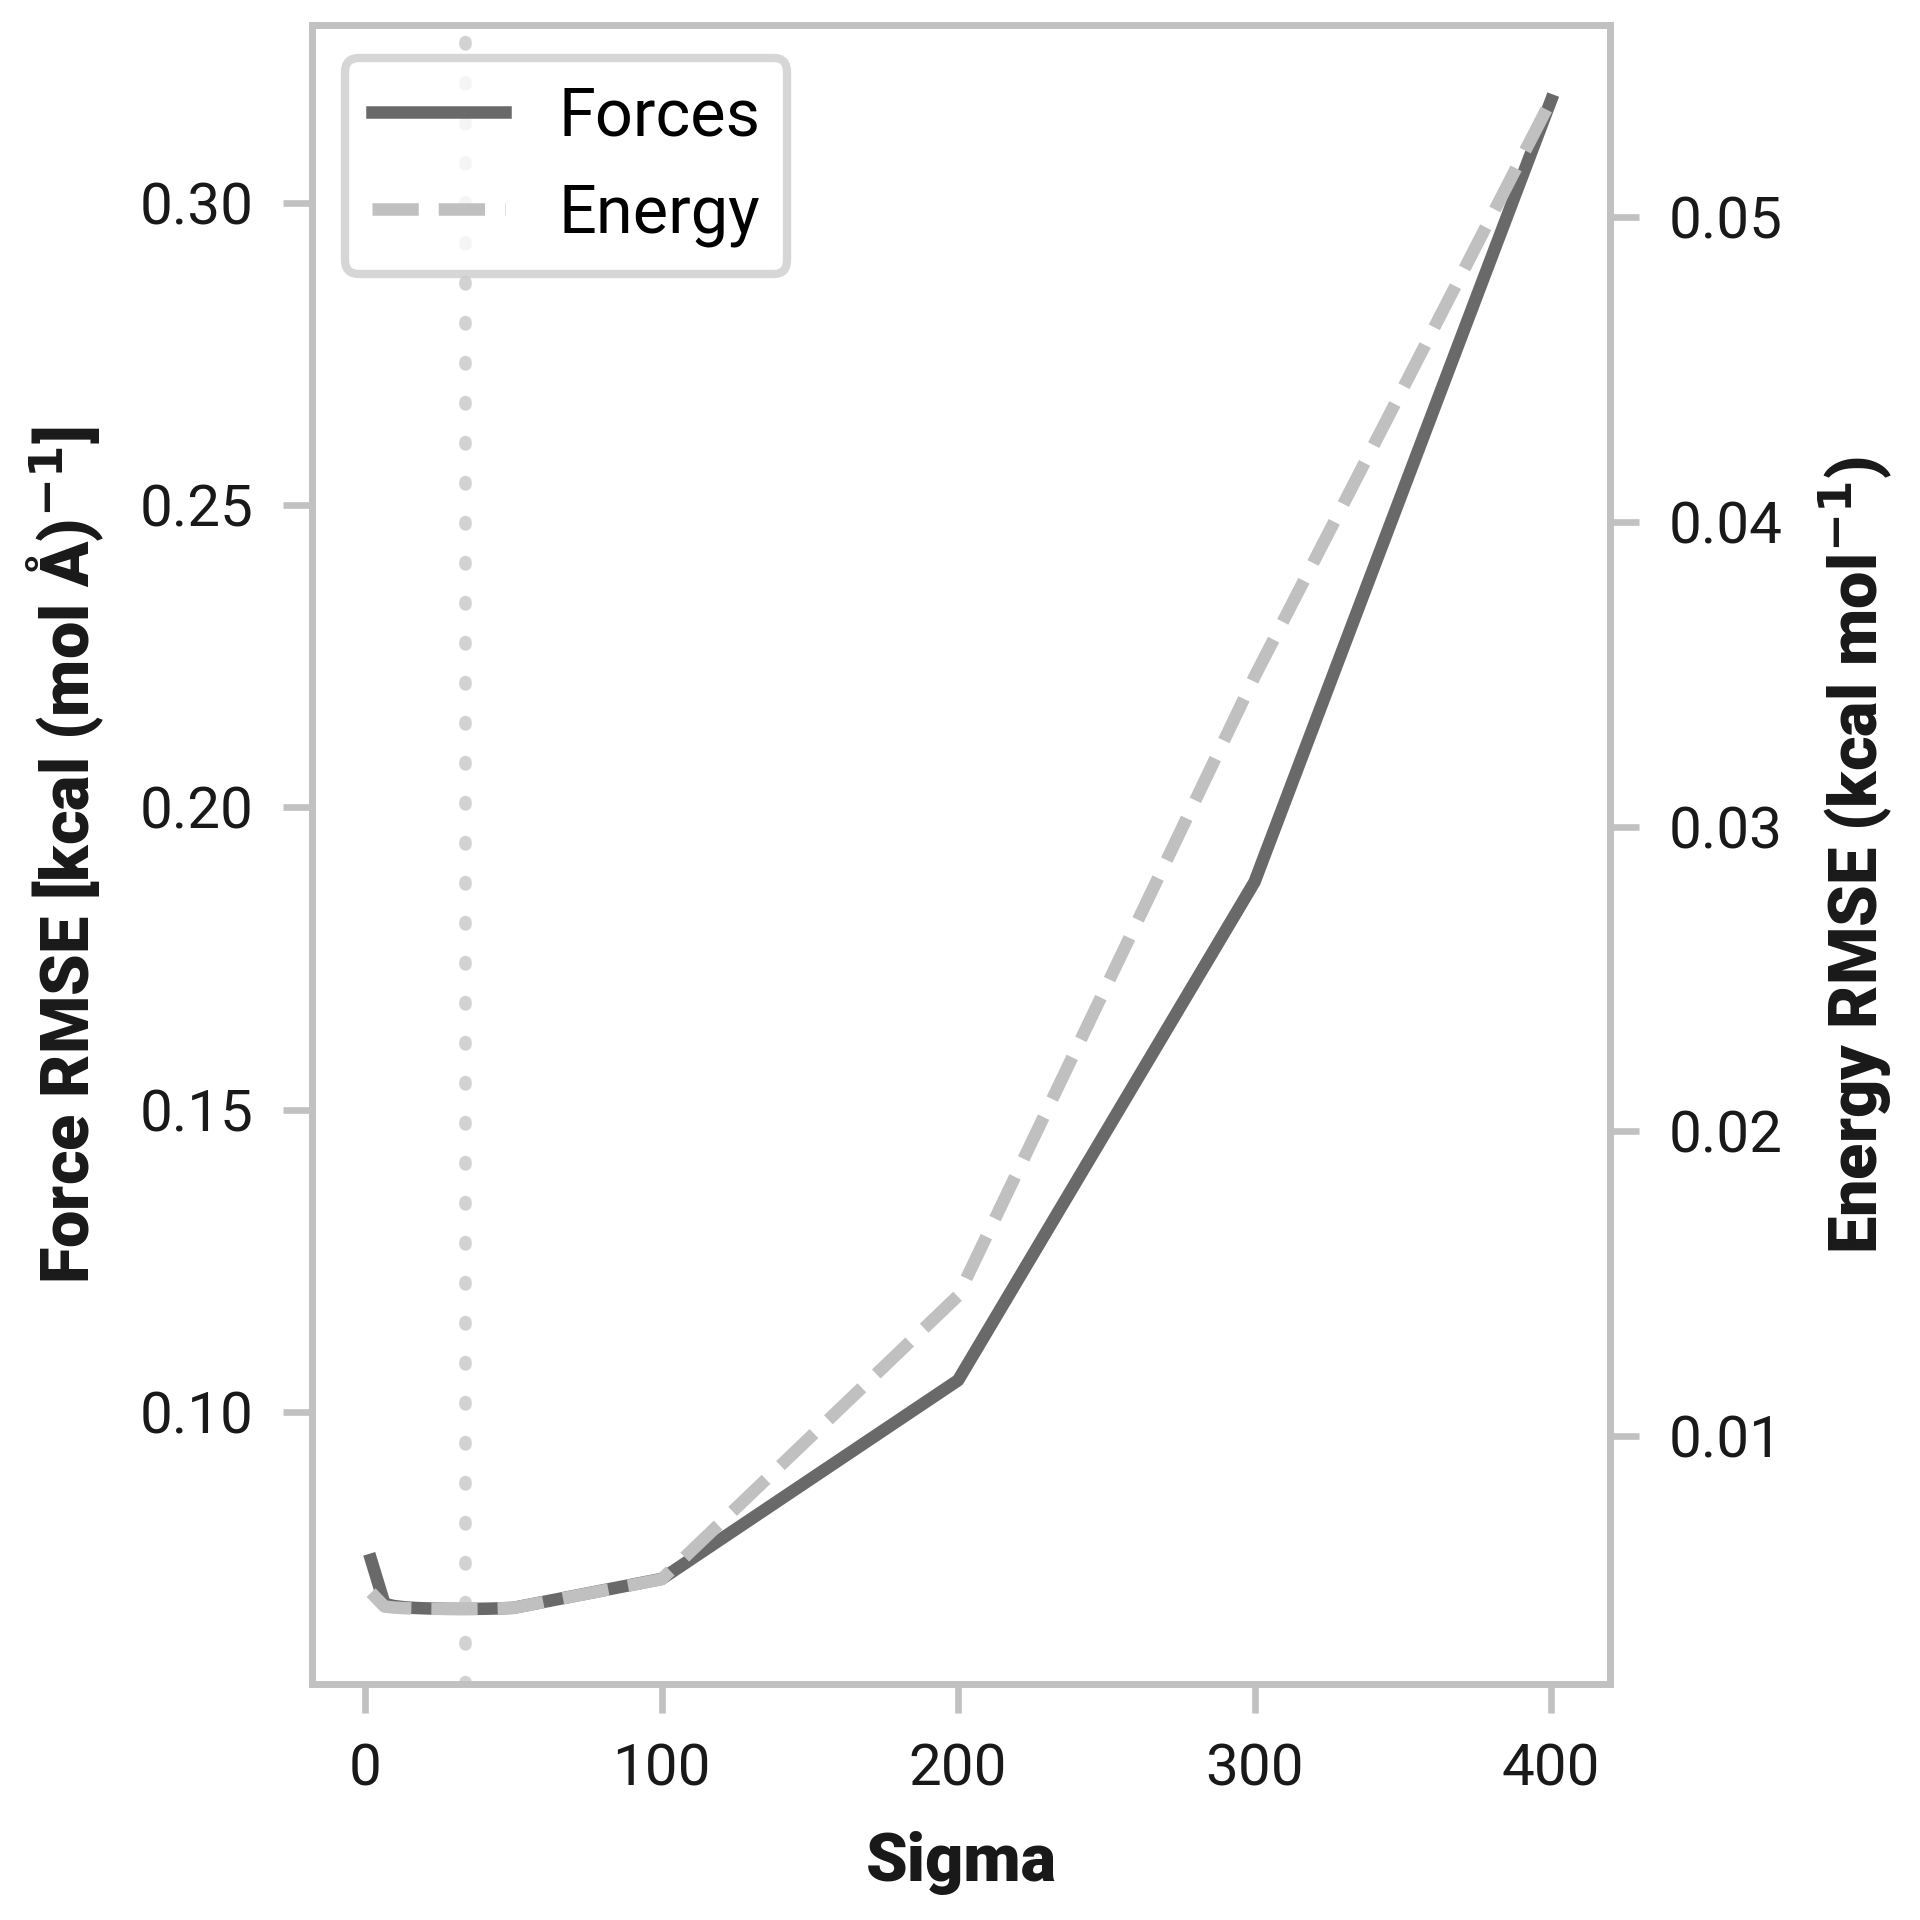 Forces
Energy
0.30
0.25
0.20
0.15
0.10
Force RMSE [kcal (mol Å)⁻¹]
0.05
0.04
0.03
0.02
0.01
Energy RMSE (kcal mol⁻¹)
0 100 200 300 400
Sigma